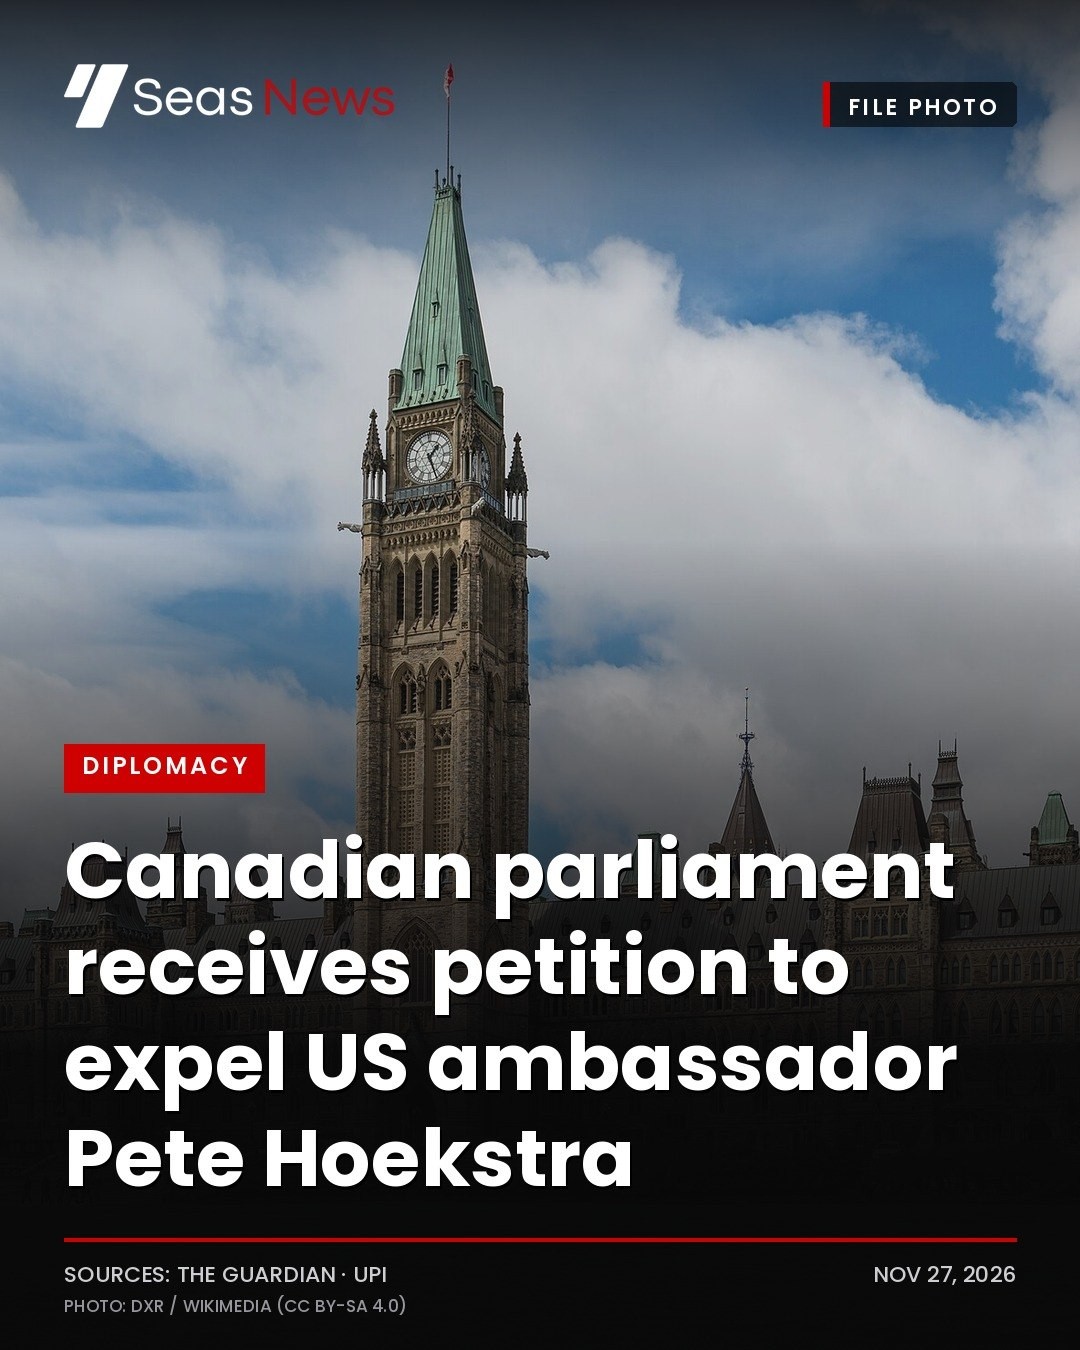 Seas News
FILE PHOTO
DIPLOMACY
Canadian parliament
receives petition to
expel US ambassador
Pete Hoekstra
SOURCES: THE GUARDIAN · UPI
NOV 27, 2026
PHOTO: DXR / WIKIMEDIA (CC BY-SA 4.0)